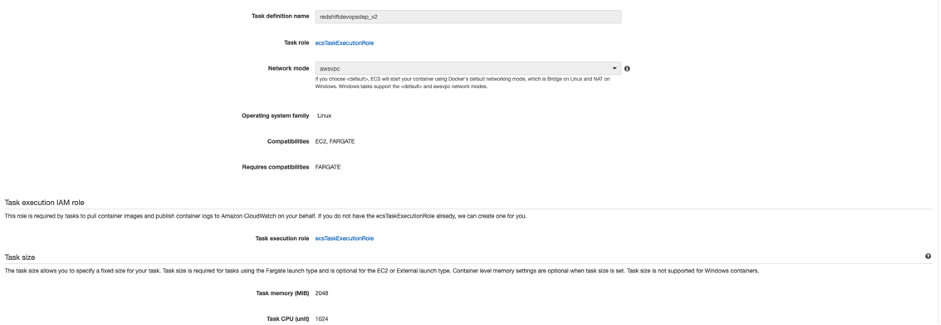 Task definition name redshiftdevopsdep_v2
Task role ecsTaskExecutionRole
Network mode awsvpc
If you choose <default>, ECS will start your container using Docker's default networking mode, which is Bridge on Linux and NAT on
Windows. Windows tasks support the <default> and awsvpc network modes.
Operating system family Linux
Compatibilities EC2, FARGATE
Requires compatibilities FARGATE
Task execution IAM role
This role is required by tasks to pull container images and publish container logs to Amazon CloudWatch on your behalf. If you do not have the ecsTaskExecutionRole already, we can create one for you.
Task execution role ecsTaskExecutionRole
Task size
The task size allows you to specify a fixed size for your task. Task size is required for tasks using the Fargate launch type and is optional for the EC2 or External launch type. Container level memory settings are optional when task size is set. Task size is not supported for Windows containers.
Task memory (MiB) 2048
Task CPU (unit) 1024